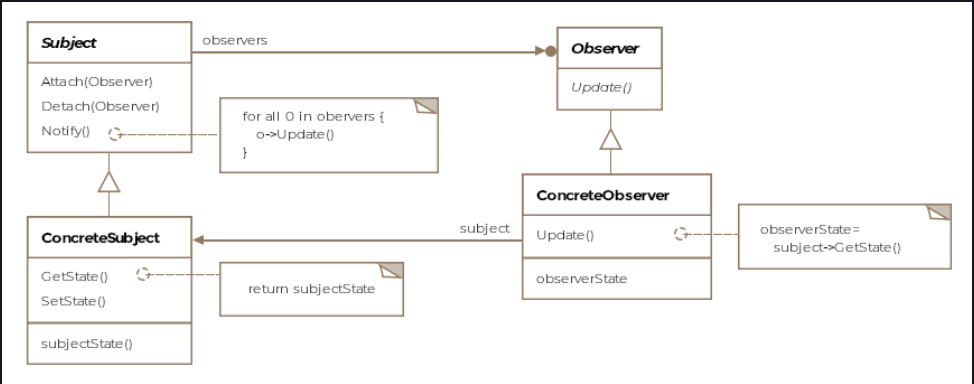 Subject
Attach(Observer)
Detach(Observer)
Notify()
observers
Observer
Update()
for all 0 in obervers {
o->Update()
}
ConcreteSubject
GetState()
SetState()
subjectState()
return subjectState
subject
ConcreteObserver
Update()
observerState
observerState=
subject->GetState()